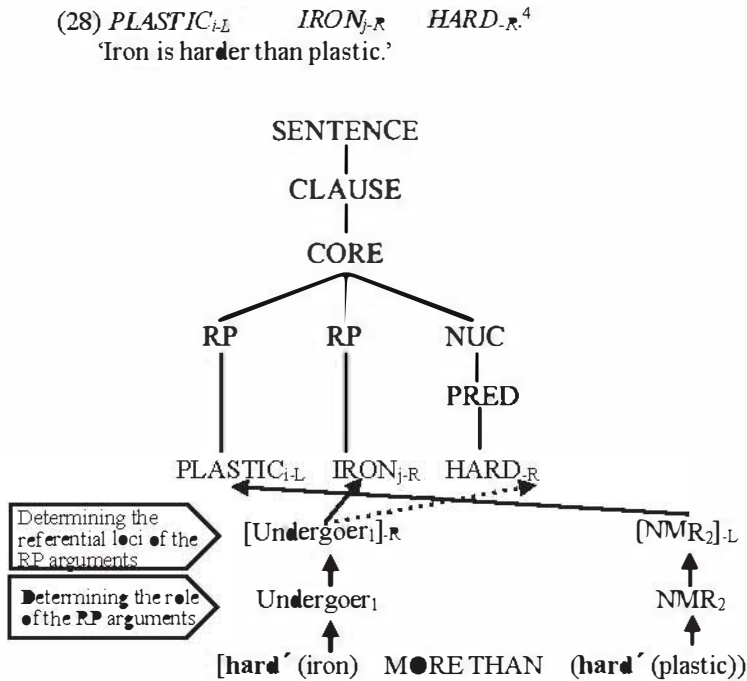 (28) PLASTICi-L IRONj-R HARD-R.4
'Iron is harder than plastic.'
SENTENCE
CLAUSE
CORE
RP RP NUC
PRED
PLASTICi-L IRONj-R HARD-R
Determining the
referential loci of the
RP arguments
[Undergoer1]-R [NMR2]-L
Determining the role
of the RP arguments
Undergoer1 NMR2
[hard´ (iron) MORE THAN (hard´ (plastic))